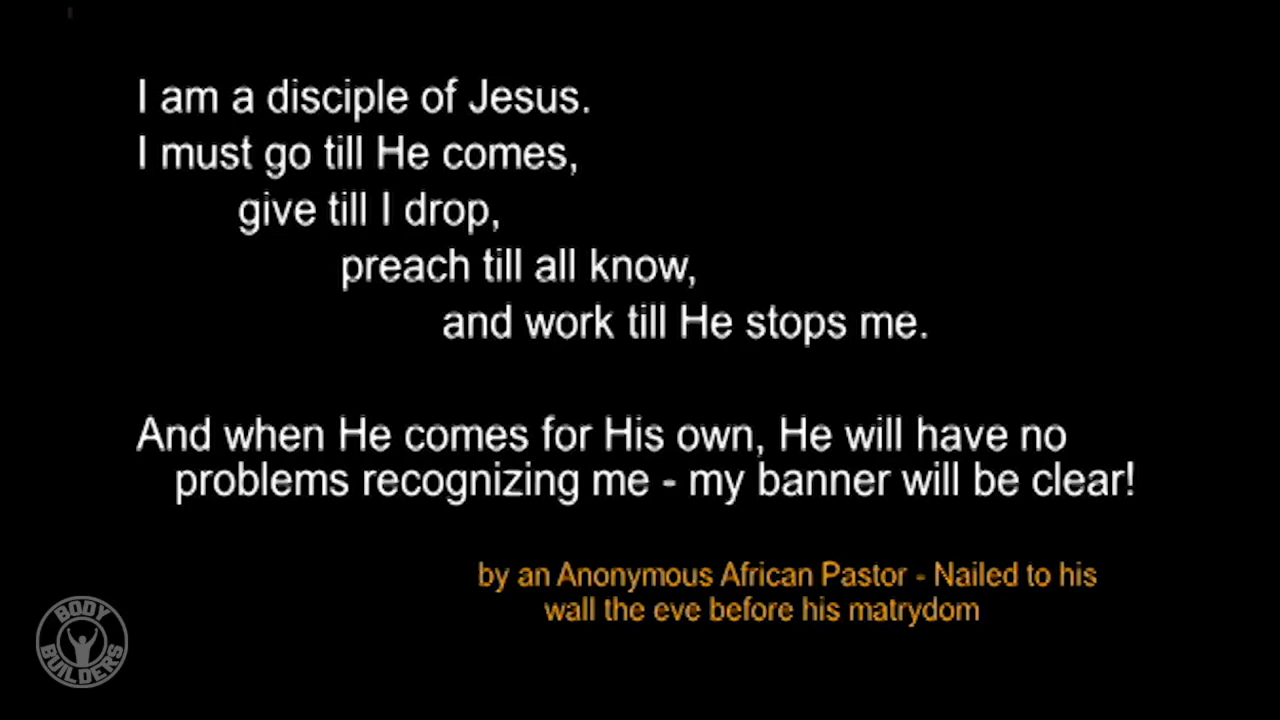 I am a disciple of Jesus.
I must go till He comes,
give till I drop,
preach till all know,
and work till He stops me.
And when He comes for His own, He will have no
problems recognizing me - my banner will be clear!
by an Anonymous African Pastor - Nailed to his
wall the eve before his matrydom
BODY
BUILDERS